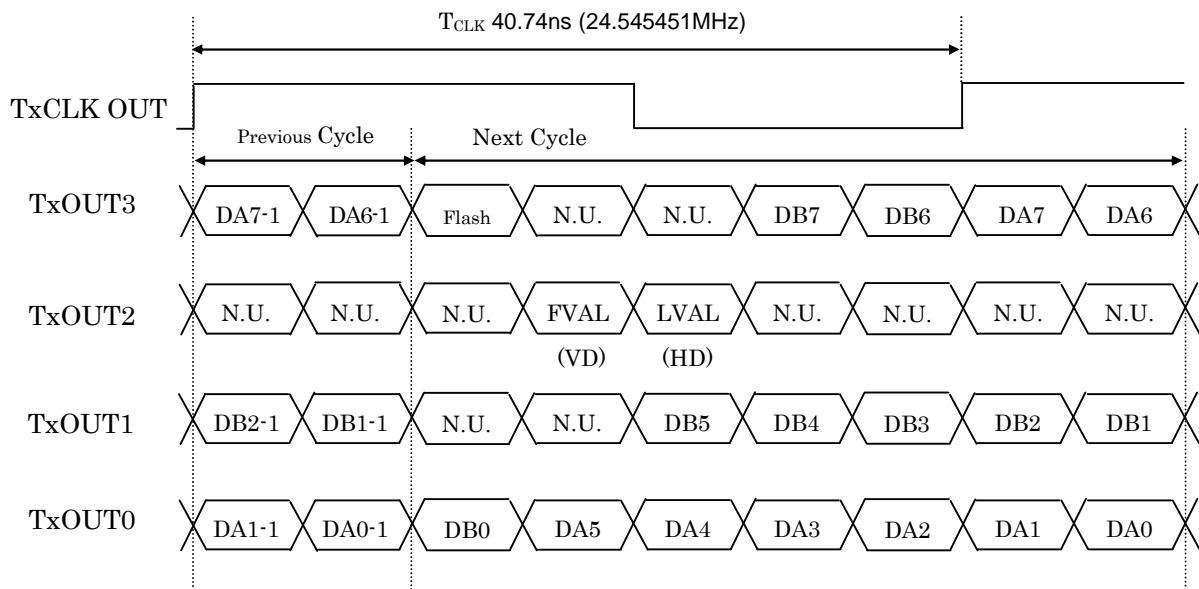 TCLK 40.74ns (24.545451MHz)
TxCLK OUT
Previous Cycle Next Cycle
TxOUT3 DA7-1 DA6-1 Flash N.U. N.U. DB7 DB6 DA7 DA6
TxOUT2 N.U. N.U. N.U. FVAL LVAL N.U. N.U. N.U. N.U.
(VD) (HD)
TxOUT1 DB2-1 DB1-1 N.U. N.U. DB5 DB4 DB3 DB2 DB1
TxOUT0 DA1-1 DA0-1 DB0 DA5 DA4 DA3 DA2 DA1 DA0